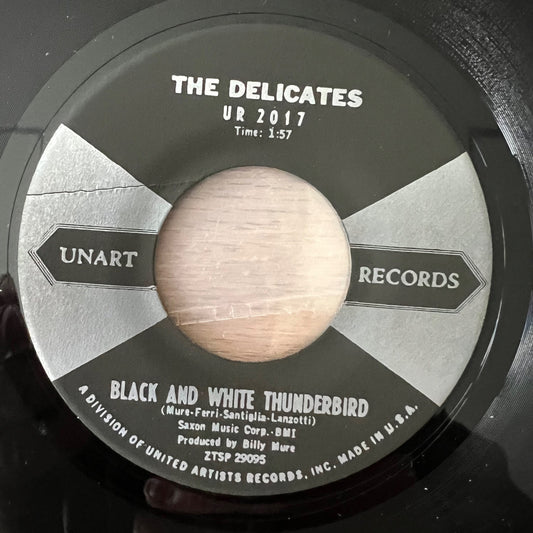 THE DELICATES
UR 2017
Time: 1:57
UNART
RECORDS
BLACK AND WHITE THUNDERBIRD
(Mure-Ferri-Santiglia-Lanzotti)
Saxon Music Corp.-BMI
Produced by Billy Mure
ZTSP 29095
A DIVISION OF UNITED ARTISTS RECORDS, INC. MADE IN U.S.A.